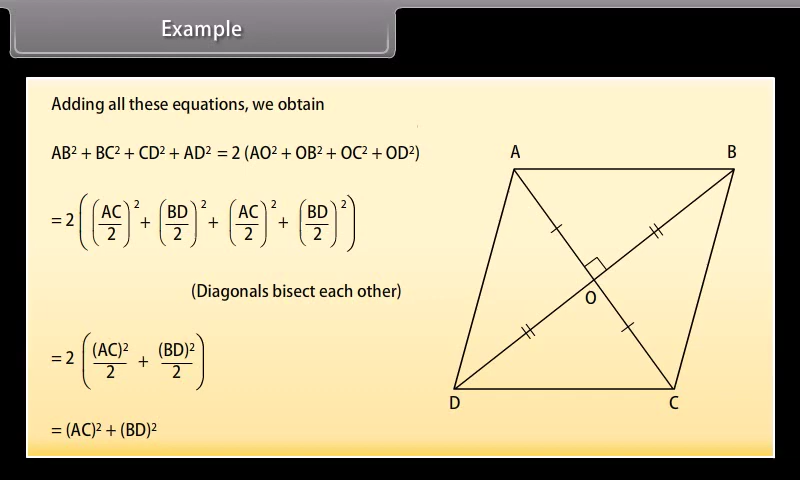 Example
Adding all these equations, we obtain
AB² + BC² + CD² + AD² = 2 (AO² + OB² + OC² + OD²)
= 2 ((AC/2)² + (BD/2)² + (AC/2)² + (BD/2)²)
(Diagonals bisect each other)
= 2 ((AC)²/2 + (BD)²/2)
= (AC)² + (BD)²
A B
O
D C